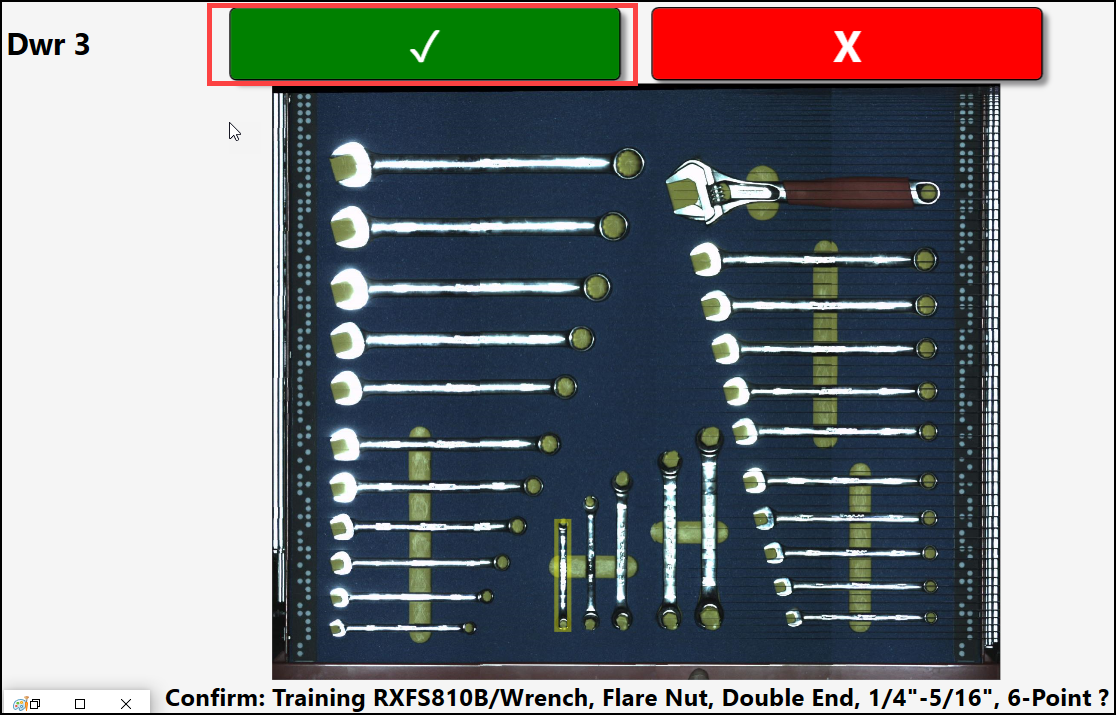 Dwr 3
✓
X
Confirm: Training RXFS810B/Wrench, Flare Nut, Double End, 1/4"-5/16", 6-Point ?